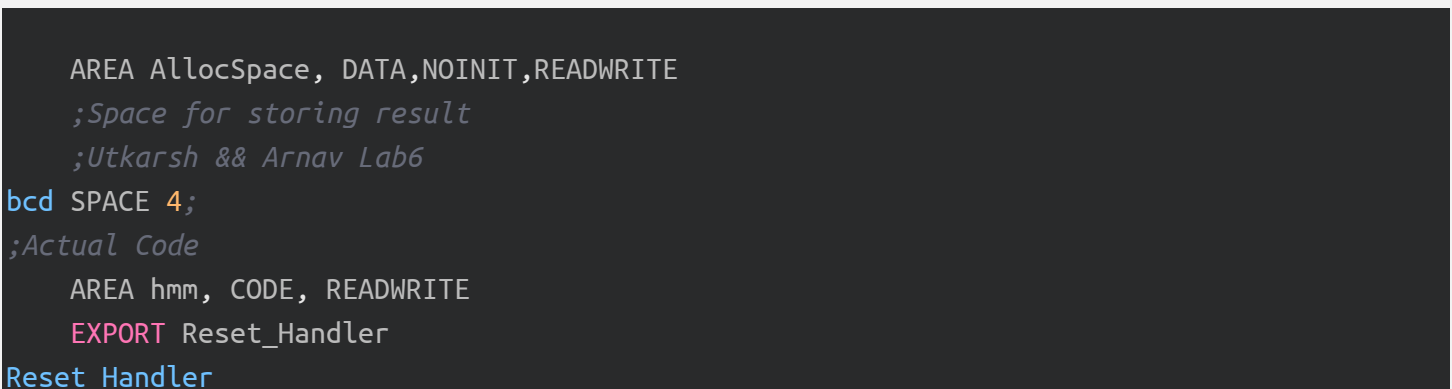 AREA AllocSpace, DATA,NOINIT,READWRITE
;Space for storing result
;Utkarsh && Arnav Lab6
bcd SPACE 4;
;Actual Code
AREA hmm, CODE, READWRITE
EXPORT Reset_Handler
Reset_Handler